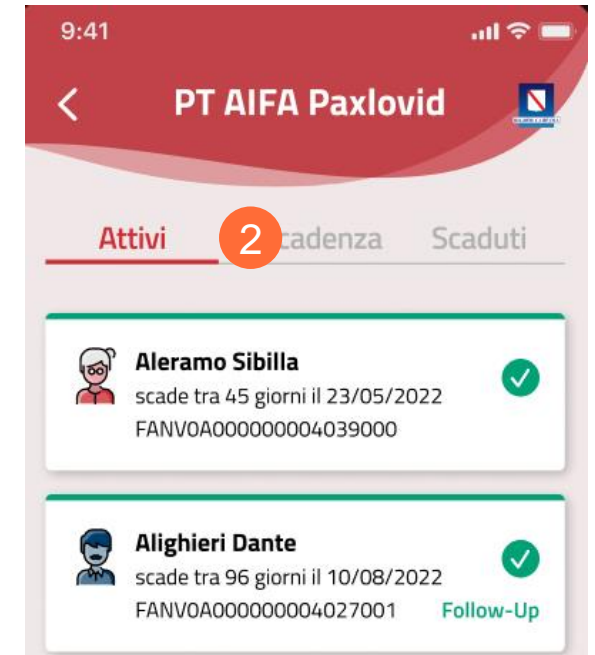 9:41
PT AIFA Paxlovid
Attivi 2 cadenza Scaduti
Aleramo Sibilla
scade tra 45 giorni il 23/05/2022
FANV0A000000004039000
Alighieri Dante
scade tra 96 giorni il 10/08/2022
FANV0A000000004027001 Follow-Up